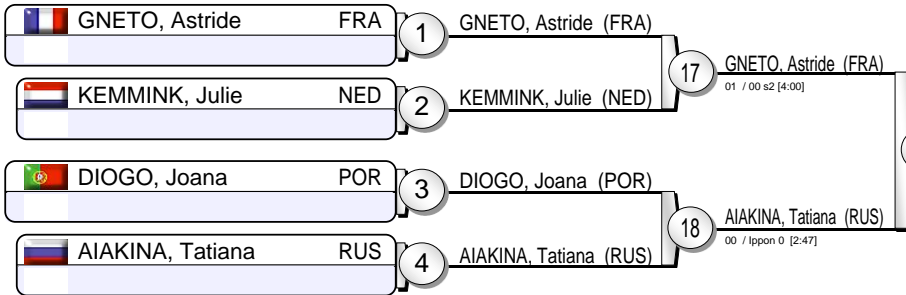 GNETO, Astride FRA
1
GNETO, Astride (FRA)
17
GNETO, Astride (FRA)
01 / 00 s2 [4:00]
KEMMINK, Julie NED
2
KEMMINK, Julie (NED)
DIOGO, Joana POR
3
DIOGO, Joana (POR)
18
AIAKINA, Tatiana (RUS)
00 / Ippon 0 [2:47]
AIAKINA, Tatiana RUS
4
AIAKINA, Tatiana (RUS)